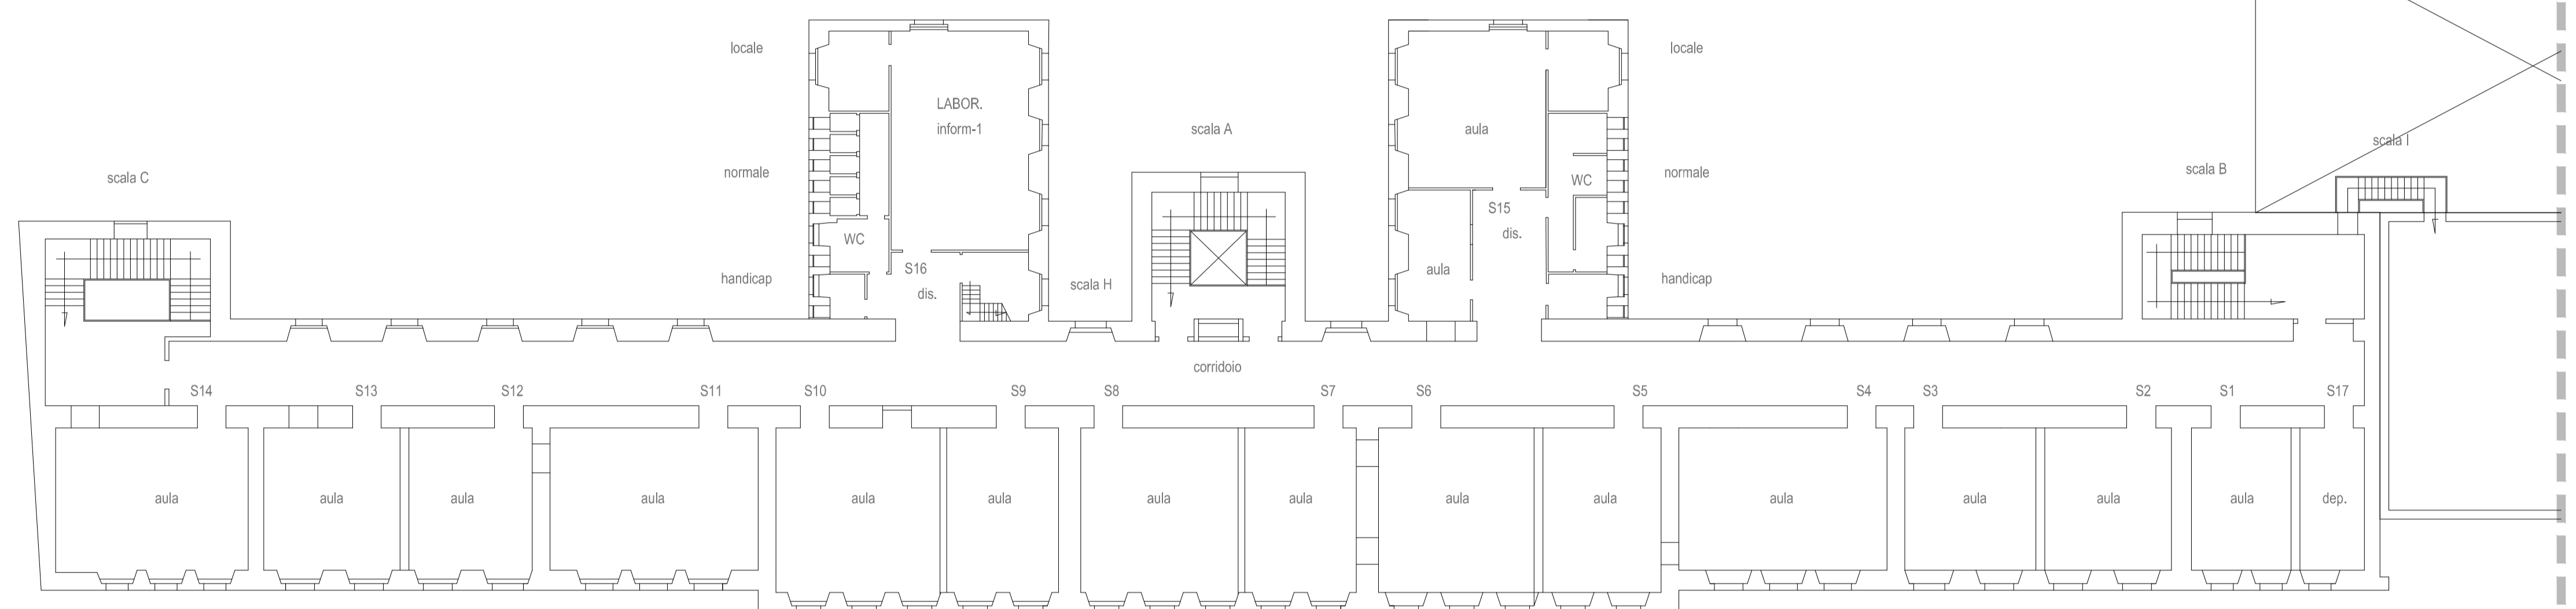 locale
locale
LABOR.
inform-1
scala A
aula
scala I
normale
normale
scala B
scala C
WC
S15
dis.
WC
S16
dis.
aula
handicap
handicap
scala H
corridoio
S14
S13
S12
S11
S10
S9
S8
S7
S6
S5
S4
S3
S2
S1
S17
aula
aula
aula
aula
aula
aula
aula
aula
aula
aula
aula
aula
aula
aula
dep.